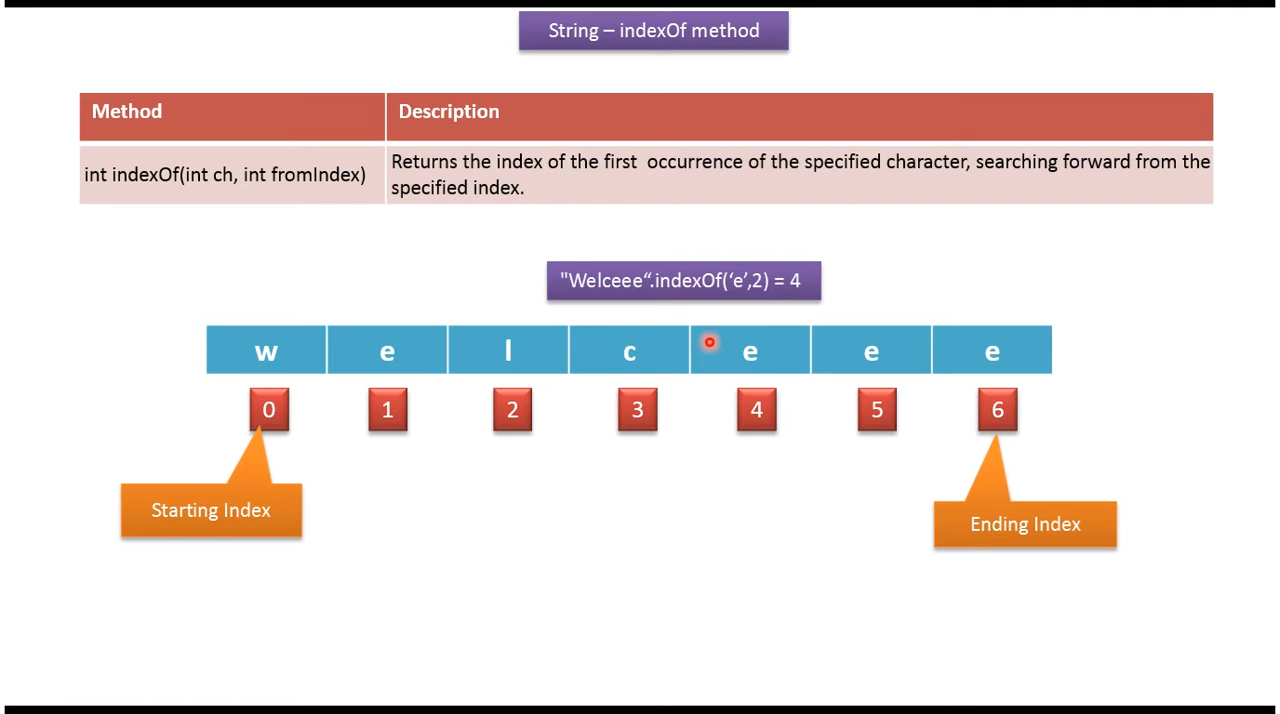 String – indexOf method
Method
Description
int indexOf(int ch, int fromIndex)
Returns the index of the first occurrence of the specified character, searching forward from the
specified index.
"Welceee“.indexOf(‘e’,2) = 4
w e l c e e e
0 1 2 3 4 5 6
Starting Index
Ending Index